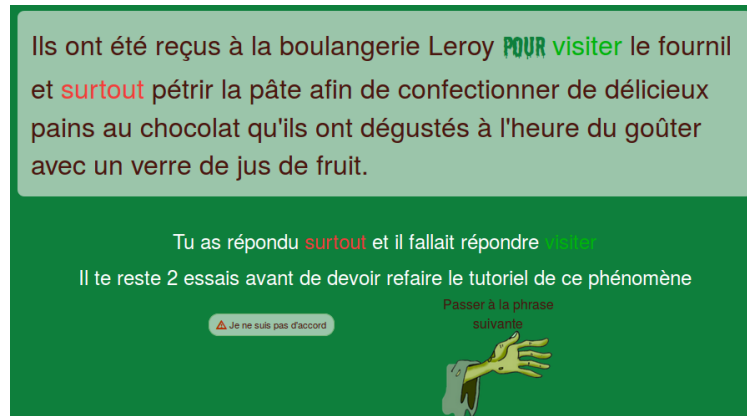 Ils ont été reçus à la boulangerie Leroy POUR visiter le fournil
et surtout pétrir la pâte afin de confectionner de délicieux
pains au chocolat qu'ils ont dégustés à l'heure du goûter
avec un verre de jus de fruit.
Tu as répondu surtout et il fallait répondre visiter
Il te reste 2 essais avant de devoir refaire le tutoriel de ce phénomène
Je ne suis pas d'accord
Passer à la phrase
suivante